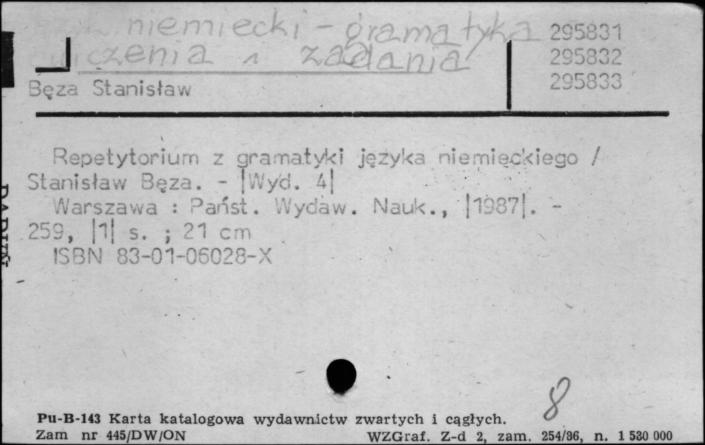 niemiecki - gramatyka 295831
ćwiczenia i zadania 295832
Bęza Stanisław 295833
Repetytorium z gramatyki języka niemięckiego /
Stanisław Bęza. - |Wyd. 4|
Warszawa : Państ. Wydaw. Nauk., |1987|. -
259, |1| s. ; 21 cm
ISBN 83-01-06028-X
8
Pu-B-143 Karta katalogowa wydawnictw zwartych i ciągłych.
Zam nr 445/DW/ON WZGraf. Z-d 2, zam. 254/86, n. 1 530 000